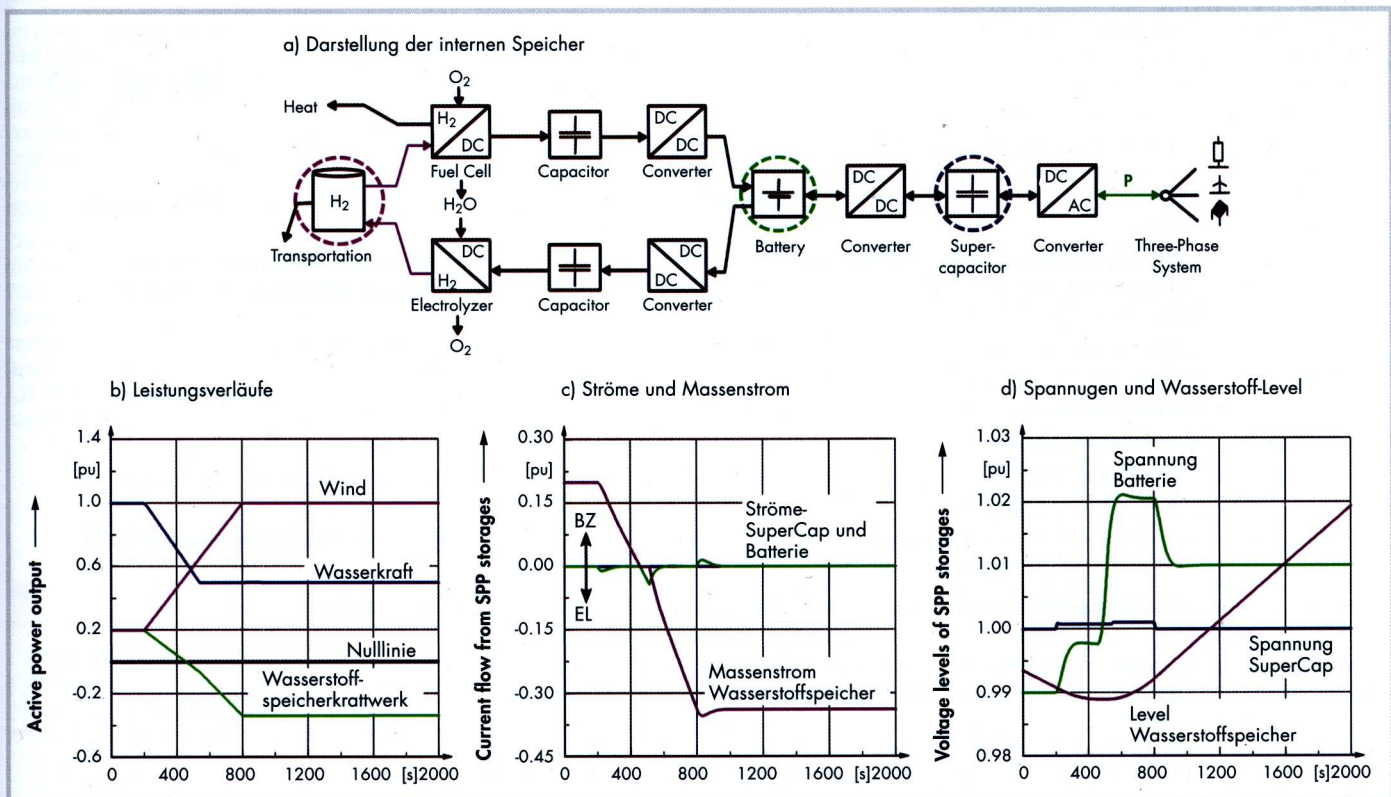 a) Darstellung der internen Speicher
O₂
Heat
H₂
DC
DC
DC
Fuel Cell
Capacitor
Converter
H₂
H₂O
Transportation
DC
H₂
DC
DC
Electrolyzer
Capacitor
Converter
O₂
Battery
DC
DC
Converter
Super-
capacitor
DC
AC
Converter
P
Three-Phase
System
b) Leistungsverläufe
Active power output
[pu]
1.4
1.0
0.6
0.2
-0.2
-0.6
Wind
Wasserkraft
Nulllinie
Wasserstoff-
speicherkrattwerk
0 400 800 1200 1600 [s]2000
c) Ströme und Massenstrom
Current flow from SPP storages
0.30
[pu]
0.15
0.00
-0.15
-0.30
-0.45
BZ
EL
Ströme-
SuperCap und
Batterie
Massenstrom
Wasserstoffspeicher
0 400 800 1200 1600 [s]2000
d) Spannugen und Wasserstoff-Level
Voltage levels of SPP storages
1.03
[pu]
1.02
1.01
1.00
0.99
0.98
Spannung
Batterie
Spannung
SuperCap
Level
Wasserstoffspeicher
0 400 800 1200 1600 [s]2000